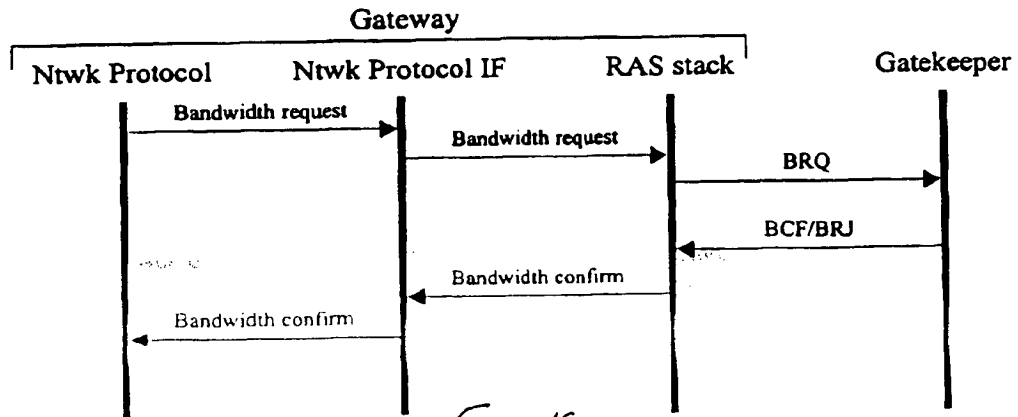 Gateway
Ntwk Protocol Ntwk Protocol IF RAS stack Gatekeeper
Bandwidth request
Bandwidth request
BRQ
BCF/BRJ
Bandwidth confirm
Bandwidth confirm